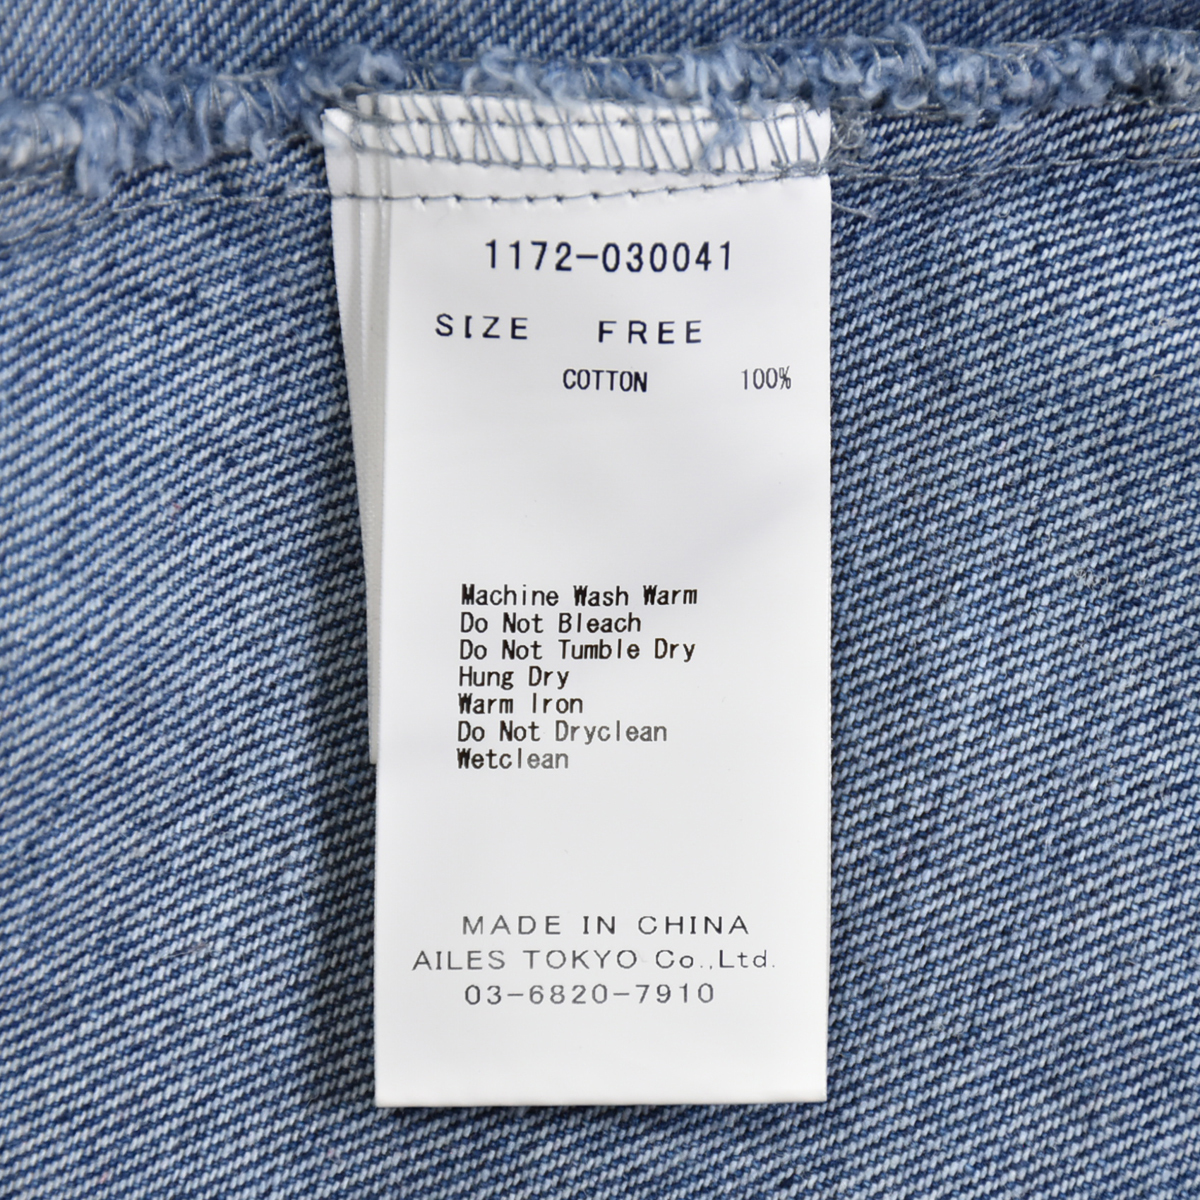 1172-030041
SIZE FREE
COTTON 100%
Machine Wash Warm
Do Not Bleach
Do Not Tumble Dry
Hung Dry
Warm Iron
Do Not Dryclean
Wetclean
MADE IN CHINA
AILES TOKYO Co.,Ltd.
03-6820-7910